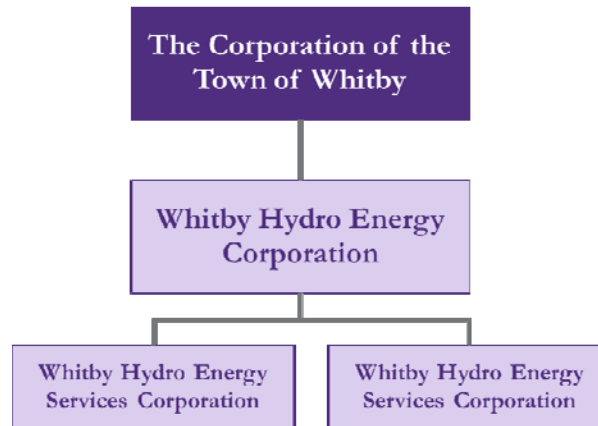 The Corporation of the
Town of Whitby
Whitby Hydro Energy
Corporation
Whitby Hydro Energy
Services Corporation
Whitby Hydro Energy
Services Corporation